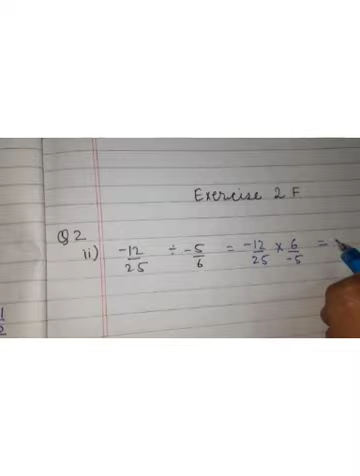 Exercise 2 F
Q2
ii) -12/25 ÷ -5/6 = -12/25 × 6/-5 =